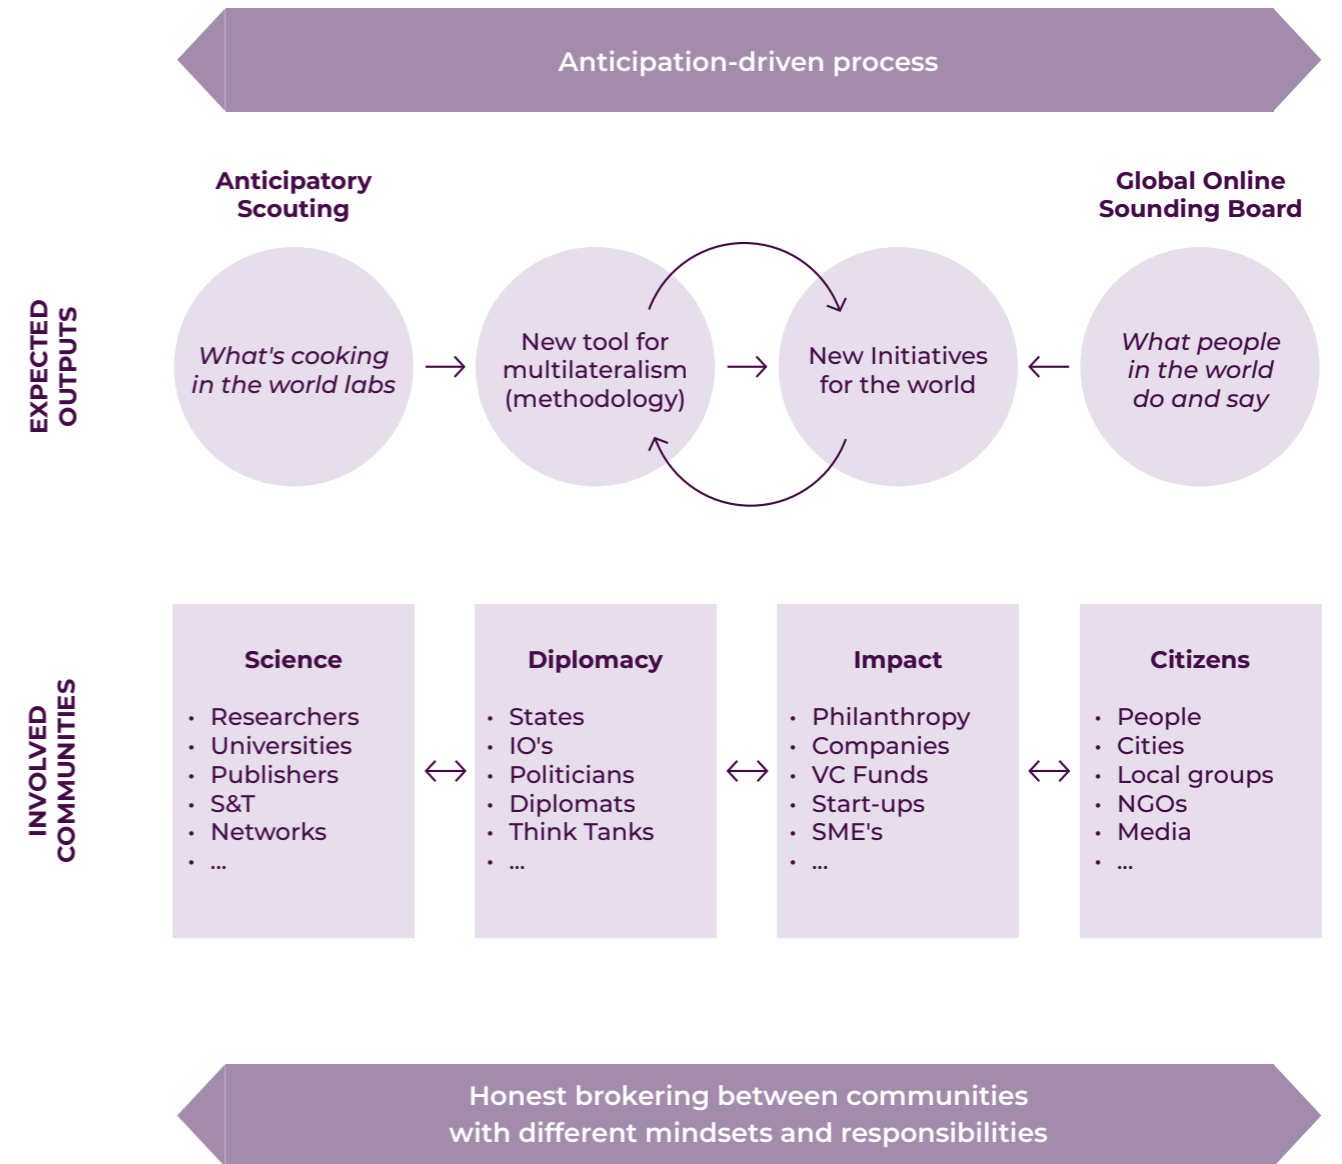 Anticipation-driven process
Anticipatory
Scouting
Global Online
Sounding Board
EXPECTED
OUTPUTS
What's cooking
in the world labs
New tool for
multilateralism
(methodology)
New Initiatives
for the world
What people
in the world
do and say
INVOLVED
COMMUNITIES
Science
• Researchers
• Universities
• Publishers
• S&T
• Networks
• ...
Diplomacy
• States
• IO's
• Politicians
• Diplomats
• Think Tanks
• ...
Impact
• Philanthropy
• Companies
• VC Funds
• Start-ups
• SME's
• ...
Citizens
• People
• Cities
• Local groups
• NGOs
• Media
• ...
Honest brokering between communities
with different mindsets and responsibilities